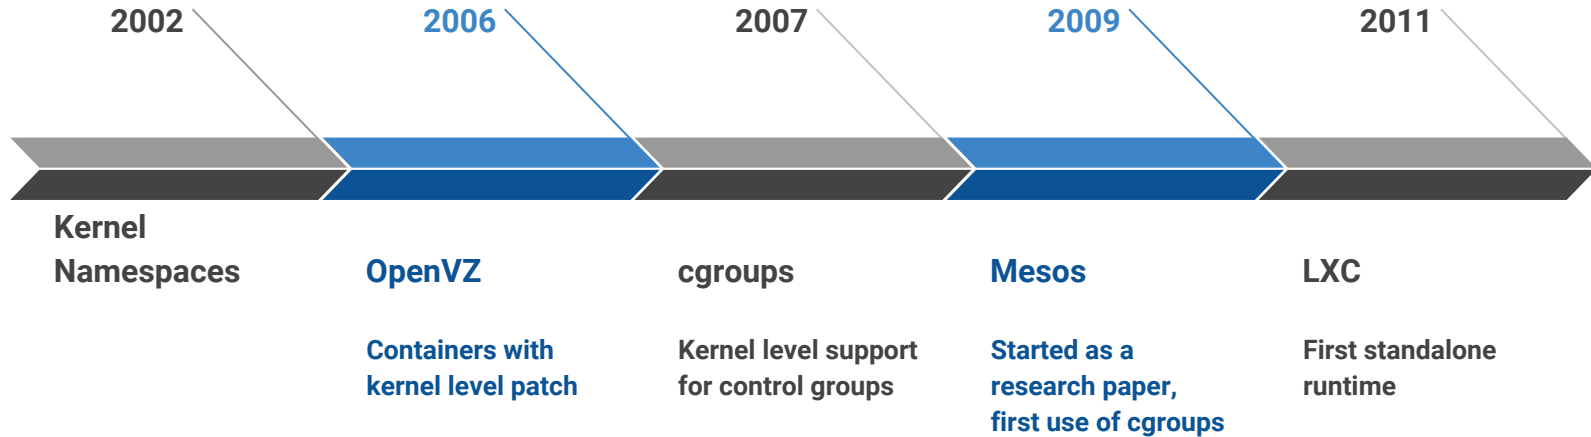 2002
2006
2007
2009
2011
Kernel
Namespaces
OpenVZ
Containers with
kernel level patch
cgroups
Kernel level support
for control groups
Mesos
Started as a
research paper,
first use of cgroups
LXC
First standalone
runtime